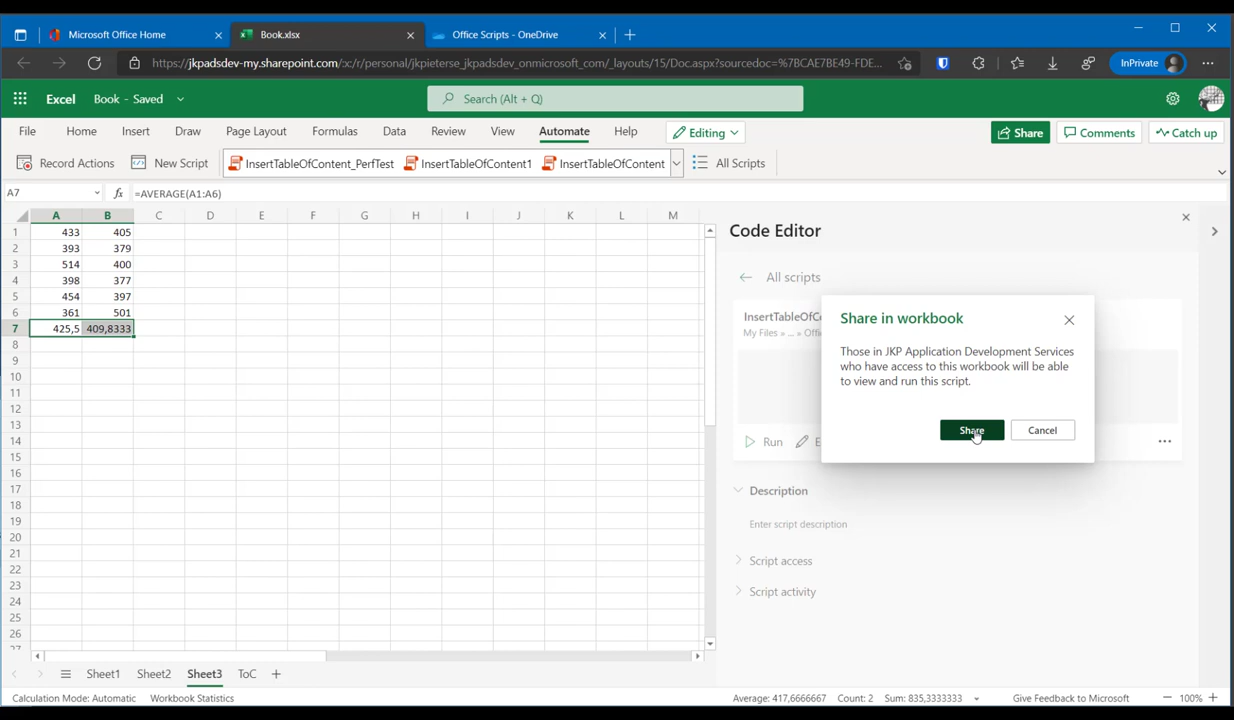 Microsoft Office Home
Book.xlsx
Office Scripts - OneDrive
https://jkpadsdev-my.sharepoint.com/:x:/r/personal/jkpieterse_jkpadsdev_onmicrosoft_com/_layouts/15/Doc.aspx?sourcedoc=%7BCAE7BE49-FDE...
InPrivate
Excel
Book - Saved
Search (Alt + Q)
File
Home
Insert
Draw
Page Layout
Formulas
Data
Review
View
Automate
Help
Editing
Share
Comments
Catch up
Record Actions
New Script
InsertTableOfContent_PerfTest
InsertTableOfContent1
InsertTableOfContent
All Scripts
A7
fx
=AVERAGE(A1:A6)
A B C D E F G H I J K L M
1 433 405
2 393 379
3 514 400
4 398 377
5 454 397
6 361 501
7 425,5 409,8333
8
9
10
11
12
13
14
15
16
17
18
19
20
21
22
23
24
25
26
27
Code Editor
All scripts
InsertTableOfC
My Files » ... » Offi
Share in workbook
Those in JKP Application Development Services
who have access to this workbook will be able
to view and run this script.
Share
Cancel
Run
E
Description
Enter script description
Script access
Script activity
Sheet1
Sheet2
Sheet3
ToC
Calculation Mode: Automatic
Workbook Statistics
Average: 417,6666667
Count: 2
Sum: 835,3333333
Give Feedback to Microsoft
100%